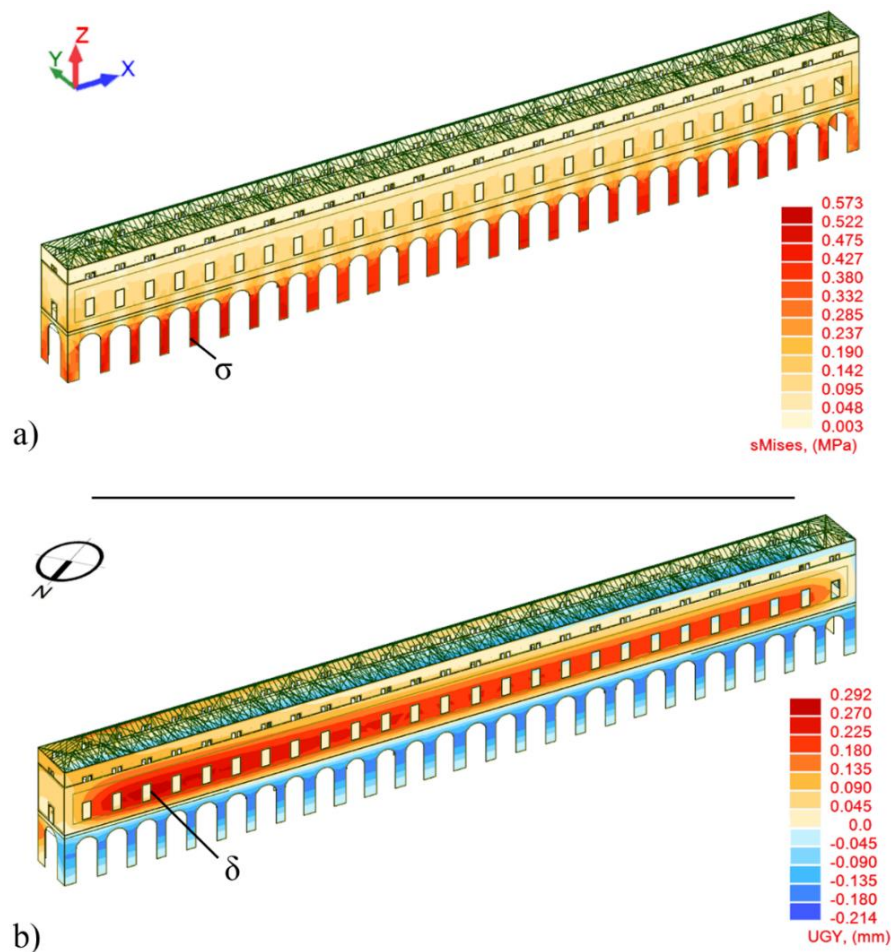 Z
Y
X
0.573
0.522
0.475
0.427
0.380
0.332
0.285
0.237
0.190
0.142
0.095
0.048
0.003
sMises, (MPa)
σ
a)
N
0.292
0.270
0.225
0.180
0.135
0.090
0.045
0.0
-0.045
-0.090
-0.135
-0.180
-0.214
UGY, (mm)
δ
b)